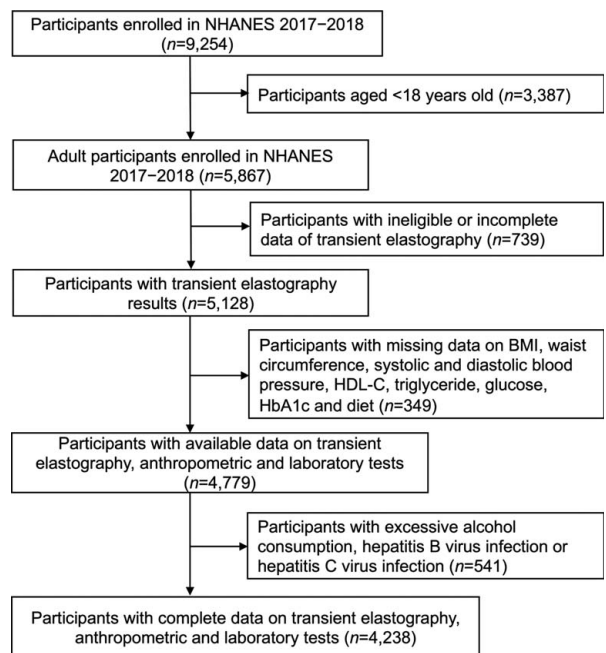 Participants enrolled in NHANES 2017−2018
(n=9,254)
Participants aged <18 years old (n=3,387)
Adult participants enrolled in NHANES
2017−2018 (n=5,867)
Participants with ineligible or incomplete
data of transient elastography (n=739)
Participants with transient elastography
results (n=5,128)
Participants with missing data on BMI, waist
circumference, systolic and diastolic blood
pressure, HDL-C, triglyceride, glucose,
HbA1c and diet (n=349)
Participants with available data on transient
elastography, anthropometric and laboratory tests
(n=4,779)
Participants with excessive alcohol
consumption, hepatitis B virus infection or
hepatitis C virus infection (n=541)
Participants with complete data on transient elastography,
anthropometric and laboratory tests (n=4,238)